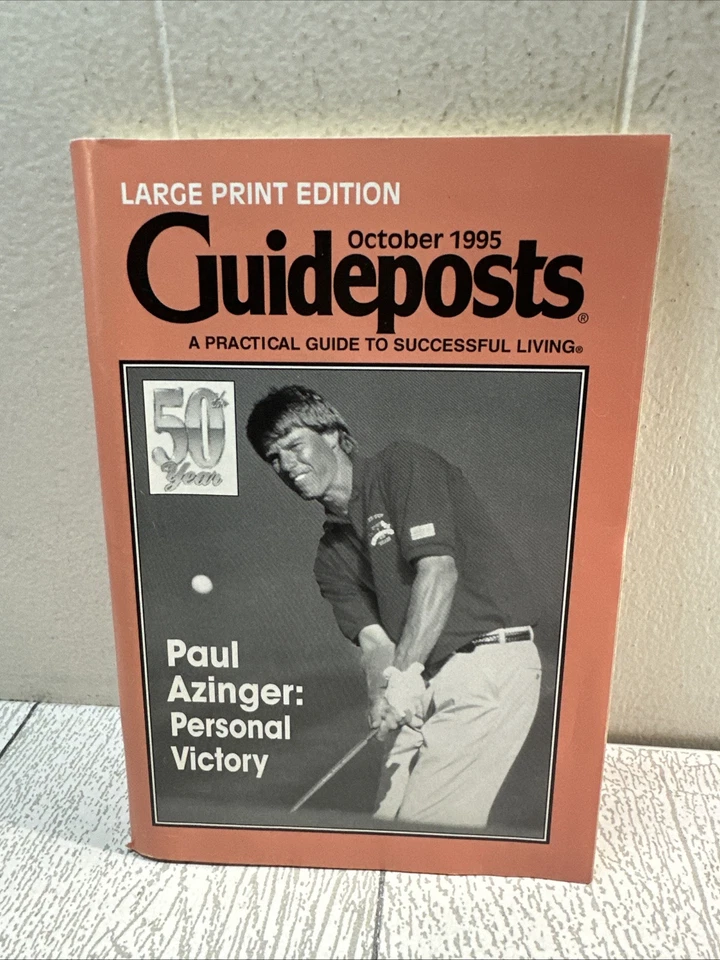 LARGE PRINT EDITION
October 1995
Guideposts®
A PRACTICAL GUIDE TO SUCCESSFUL LIVING®
50th
Year
Paul
Azinger:
Personal
Victory